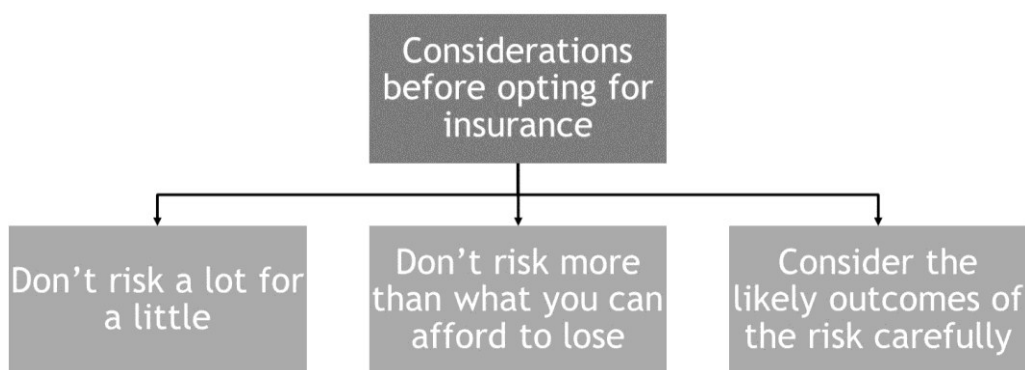 Considerations
before opting for
insurance
Don’t risk a lot for
a little
Don’t risk more
than what you can
afford to lose
Consider the
likely outcomes of
the risk carefully